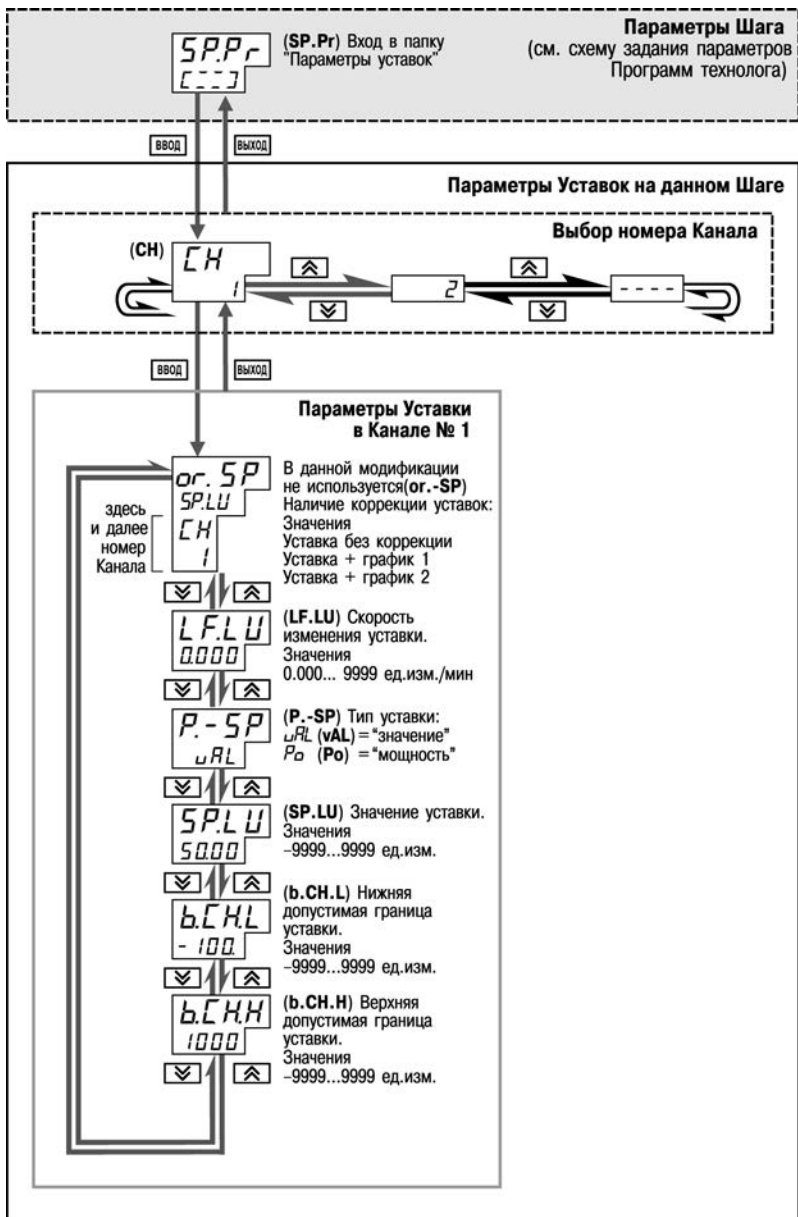 Параметры Шага
(см. схему задания параметров
Программ технолога)
SP.Pr
[---]
(SP.Pr) Вход в папку
"Параметры уставок"
ВВОД
ВЫХОД
Параметры Уставок на данном Шаге
Выбор номера Канала
(CH)
CH
1
2
----
ВВОД
ВЫХОД
Параметры Уставки
в Канале № 1
or.SP
SP.LU
CH
1
здесь
и далее
номер
Канала
В данной модификации
не используется(or.-SP)
Наличие коррекции уставок:
Значения
Уставка без коррекции
Уставка + график 1
Уставка + график 2
LF.LU
0.000
(LF.LU) Скорость
изменения уставки.
Значения
0.000... 9999 ед.изм./мин
P.-SP
vAL
(P.-SP) Тип уставки:
vAL (vAL) = "значение"
Po (Po) = "мощность"
SP.LU
50.00
(SP.LU) Значение уставки.
Значения
–9999...9999 ед.изм.
b.CH.L
-100.
(b.CH.L) Нижняя
допустимая граница
уставки.
Значения
–9999...9999 ед.изм.
b.CH.H
1000
(b.CH.H) Верхняя
допустимая граница
уставки.
Значения
–9999...9999 ед.изм.